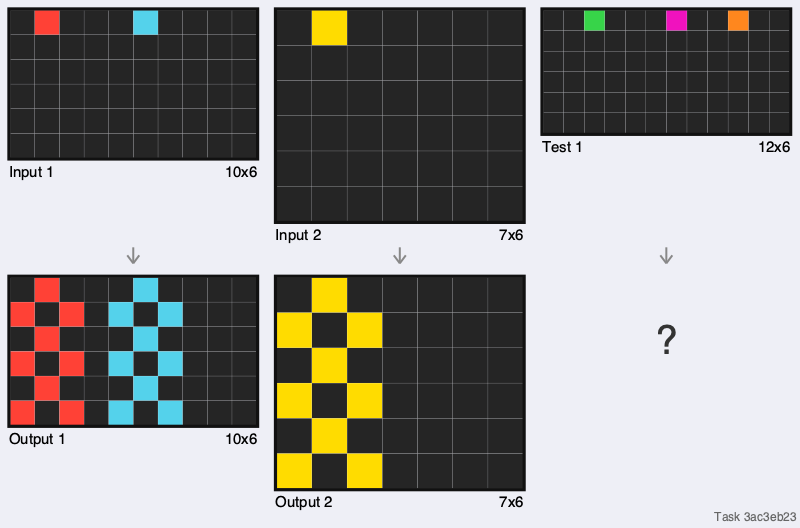 Input 1 10x6
Input 2 7x6
Test 1 12x6
?
Output 1 10x6
Output 2 7x6
Task 3ac3eb23